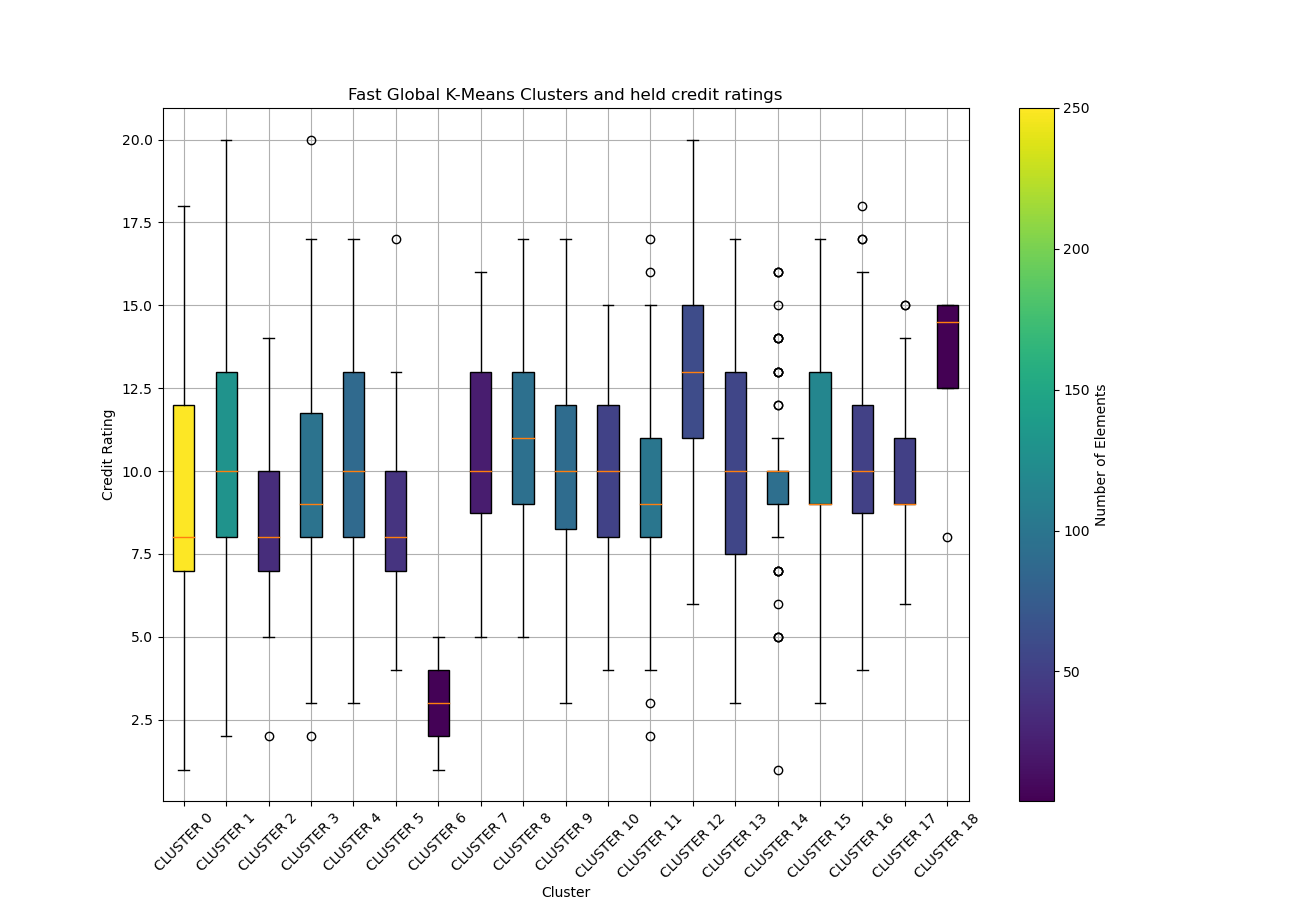 Fast Global K-Means Clusters and held credit ratings
20.0
17.5
15.0
12.5
10.0
7.5
5.0
2.5
Credit Rating
CLUSTER 0
CLUSTER 1
CLUSTER 2
CLUSTER 3
CLUSTER 4
CLUSTER 5
CLUSTER 6
CLUSTER 7
CLUSTER 8
CLUSTER 9
CLUSTER 10
CLUSTER 11
CLUSTER 12
CLUSTER 13
CLUSTER 14
CLUSTER 15
CLUSTER 16
CLUSTER 17
CLUSTER 18
Cluster
250
200
150
100
50
Number of Elements